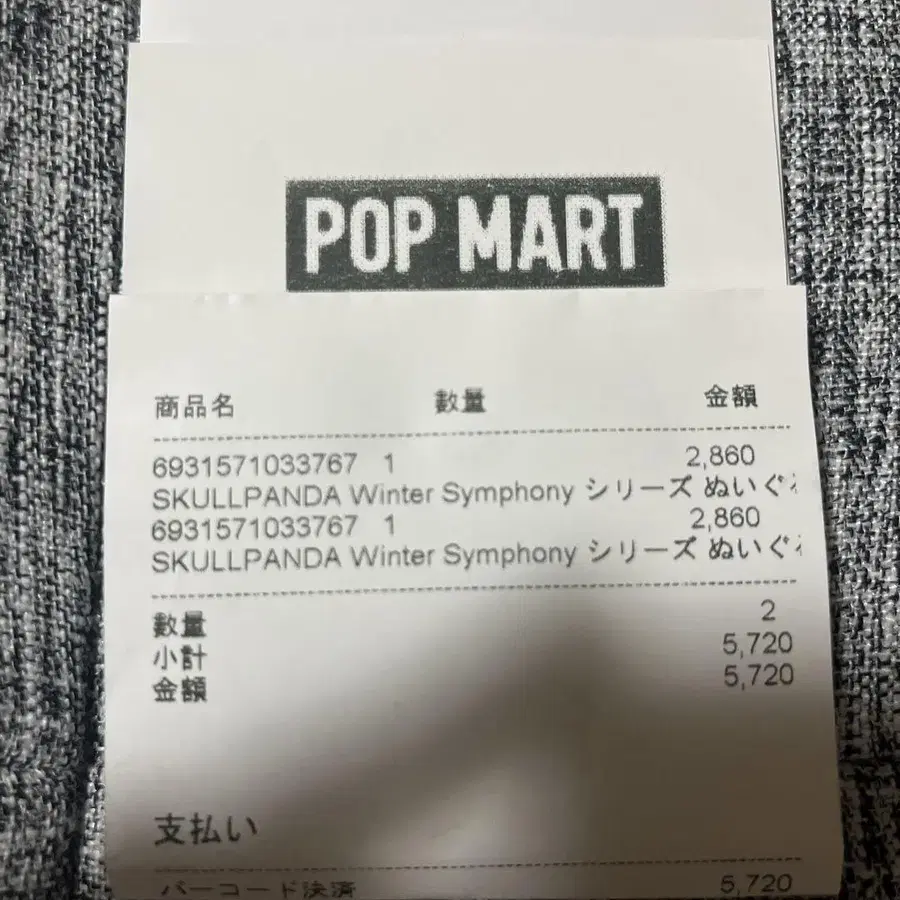 POP MART
商品名 數量 金額
6931571033767 1 2,860
SKULLPANDA Winter Symphony シリーズ ぬいぐ
6931571033767 1 2,860
SKULLPANDA Winter Symphony シリーズ ぬいぐ
數量 2
小計 5,720
金額 5,720
支払い
バーコード決済 5,720